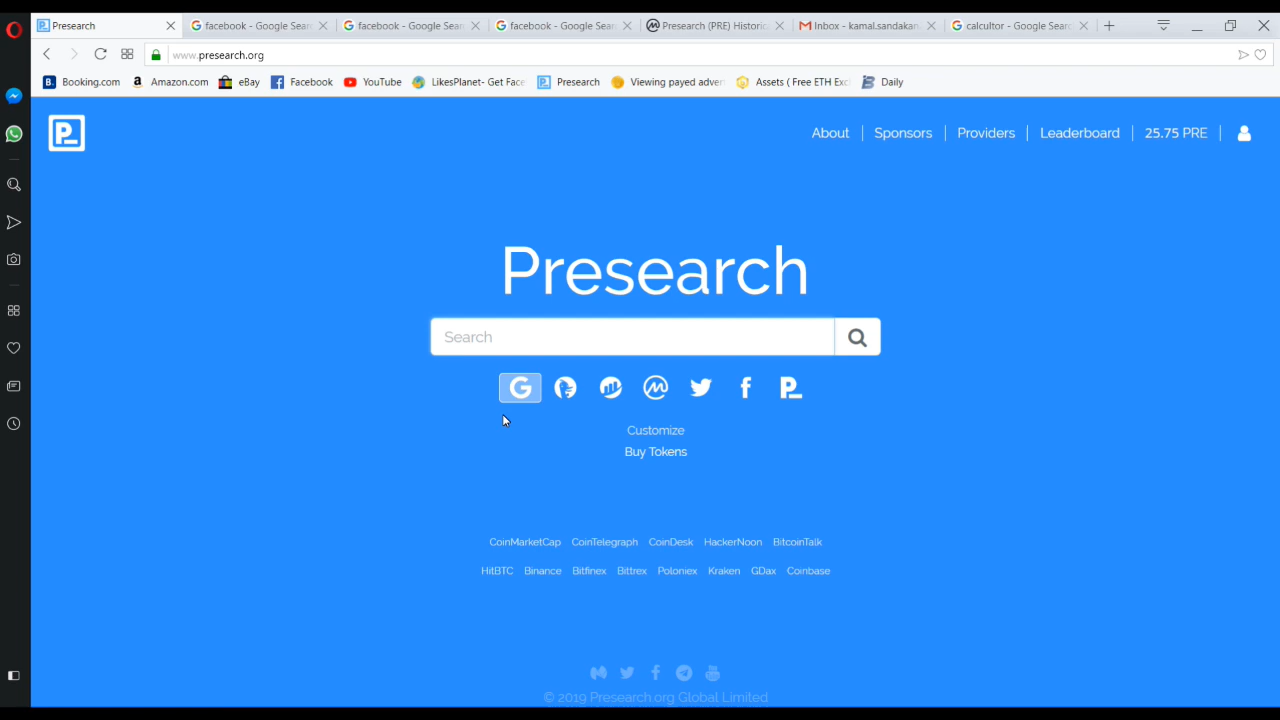 Presearch facebook - Google Sear facebook - Google Sear facebook - Google Sear Presearch (PRE) Historic Inbox - kamal.sandakan calcultor - Google Searc
www.presearch.org
Booking.com Amazon.com eBay Facebook YouTube LikesPlanet- Get Face Presearch Viewing payed adver Assets ( Free ETH Exc Daily
P_ About Sponsors Providers Leaderboard 25.75 PRE
Presearch
Search
Customize
Buy Tokens
CoinMarketCap CoinTelegraph CoinDesk HackerNoon BitcoinTalk
HitBTC Binance Bitfinex Bittrex Poloniex Kraken GDax Coinbase
© 2019 Presearch.org Global Limited